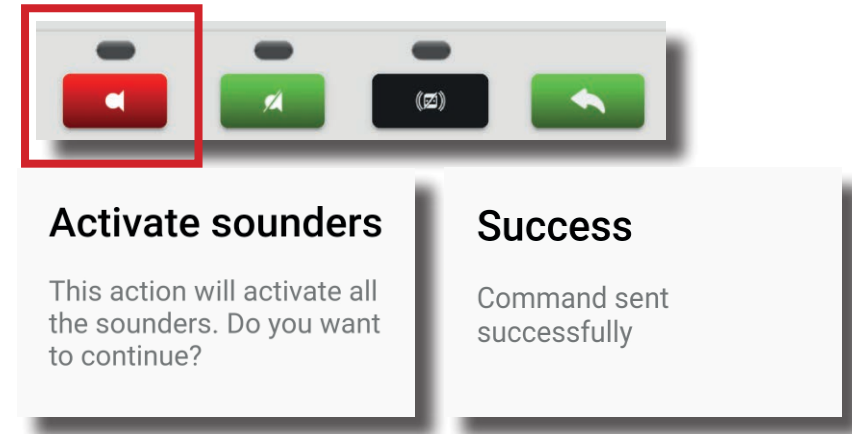 Activate sounders
This action will activate all
the sounders. Do you want
to continue?
Success
Command sent
successfully